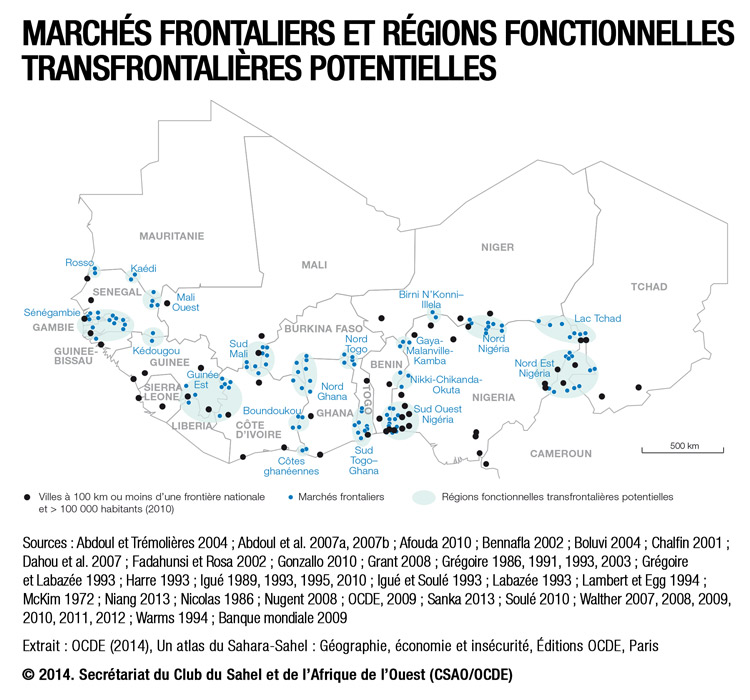 MARCHÉS FRONTALIERS ET RÉGIONS FONCTIONNELLES
TRANSFRONTALIÈRES POTENTIELLES
MAURITANIE
MALI
NIGER
TCHAD
Rosso
Kaédi
SENEGAL
Mali
Ouest
Birni N'Konni–
Illela
Sénégambie
GAMBIE
Lac Tchad
BURKINA FASO
GUINEE-
BISSAU
Kédougou
GUINÉE
Sud
Mali
Nord
Togo
Gaya-
Malanville-
Kamba
Nord
Nigéria
BENIN
Nord Est
Nigéria
Guinée
Est
SIERRA
LEONE
Nord
Ghana
Nikki-Chikanda-
Okuta
NIGERIA
LIBERIA
Boundoukou
GHANA
TOGO
Sud Ouest
Nigéria
CÔTE
D'IVOIRE
Côtes
ghanéennes
Sud
Togo–
Ghana
CAMEROUN
500 km
Villes à 100 km ou moins d'une frontière nationale
et > 100 000 habitants (2010)
Marchés frontaliers
Régions fonctionnelles transfrontalières potentielles
Sources : Abdoul et Trémolières 2004 ; Abdoul et al. 2007a, 2007b ; Afouda 2010 ; Bennafla 2002 ; Boluvi 2004 ; Chalfin 2001 ;
Dahou et al. 2007 ; Fadahunsi et Rosa 2002 ; Gonzallo 2010 ; Grant 2008 ; Grégoire 1986, 1991, 1993, 2003 ; Grégoire
et Labazée 1993 ; Harre 1993 ; Igué 1989, 1993, 1995, 2010 ; Igué et Soulé 1993 ; Labazée 1993 ; Lambert et Egg 1994 ;
McKim 1972 ; Niang 2013 ; Nicolas 1986 ; Nugent 2008 ; OCDE, 2009 ; Sanka 2013 ; Soulé 2010 ; Walther 2007, 2008, 2009,
2010, 2011, 2012 ; Warms 1994 ; Banque mondiale 2009
Extrait : OCDE (2014), Un atlas du Sahara-Sahel : Géographie, économie et insécurité, Éditions OCDE, Paris
© 2014. Secrétariat du Club du Sahel et de l'Afrique de l'Ouest (CSAO/OCDE)